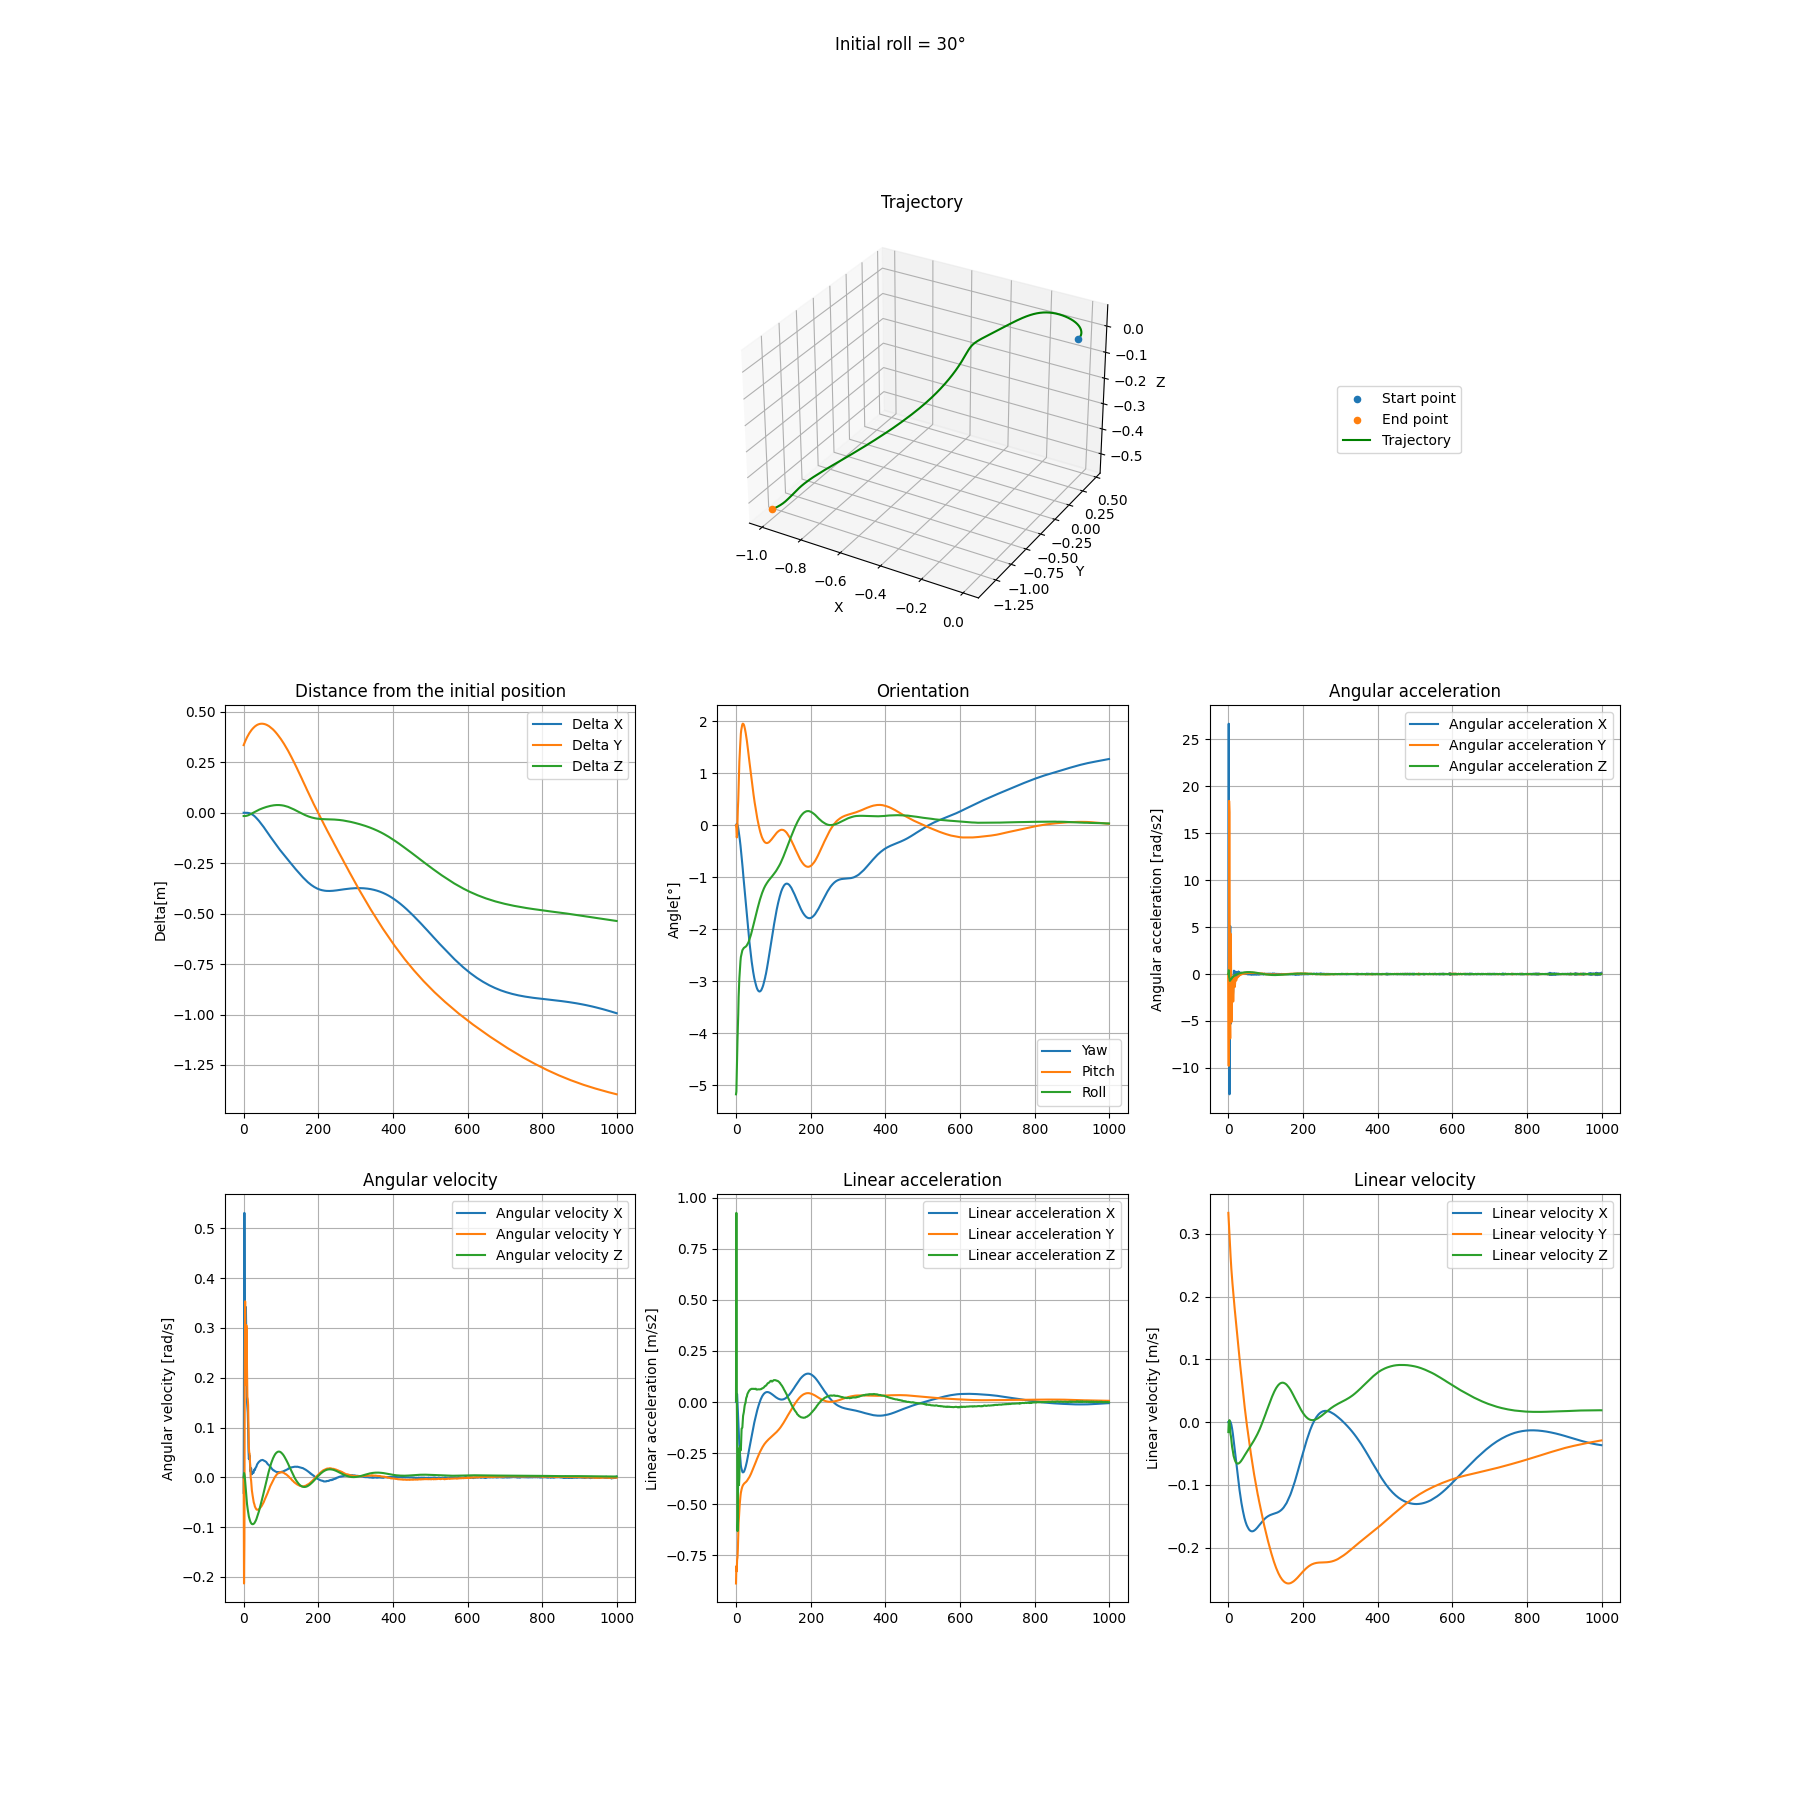 Initial roll = 30°
Trajectory
0.0
−0.1
−0.2
−0.3
−0.4
−0.5
Z
0.50
0.25
0.00
−0.25
−0.50
−0.75
−1.00
−1.25
Y
−1.0
−0.8
−0.6
−0.4
−0.2
0.0
X
Start point
End point
Trajectory
Distance from the initial position
Delta[m]
0.50
0.25
0.00
−0.25
−0.50
−0.75
−1.00
−1.25
0 200 400 600 800 1000
Delta X
Delta Y
Delta Z
Orientation
Angle[°]
2
1
0
−1
−2
−3
−4
−5
0 200 400 600 800 1000
Yaw
Pitch
Roll
Angular acceleration
Angular acceleration [rad/s2]
25
20
15
10
5
0
−5
−10
0 200 400 600 800 1000
Angular acceleration X
Angular acceleration Y
Angular acceleration Z
Angular velocity
Angular velocity [rad/s]
0.5
0.4
0.3
0.2
0.1
0.0
−0.1
−0.2
0 200 400 600 800 1000
Angular velocity X
Angular velocity Y
Angular velocity Z
Linear acceleration
Linear acceleration [m/s2]
1.00
0.75
0.50
0.25
0.00
−0.25
−0.50
−0.75
0 200 400 600 800 1000
Linear acceleration X
Linear acceleration Y
Linear acceleration Z
Linear velocity
Linear velocity [m/s]
0.3
0.2
0.1
0.0
−0.1
−0.2
0 200 400 600 800 1000
Linear velocity X
Linear velocity Y
Linear velocity Z